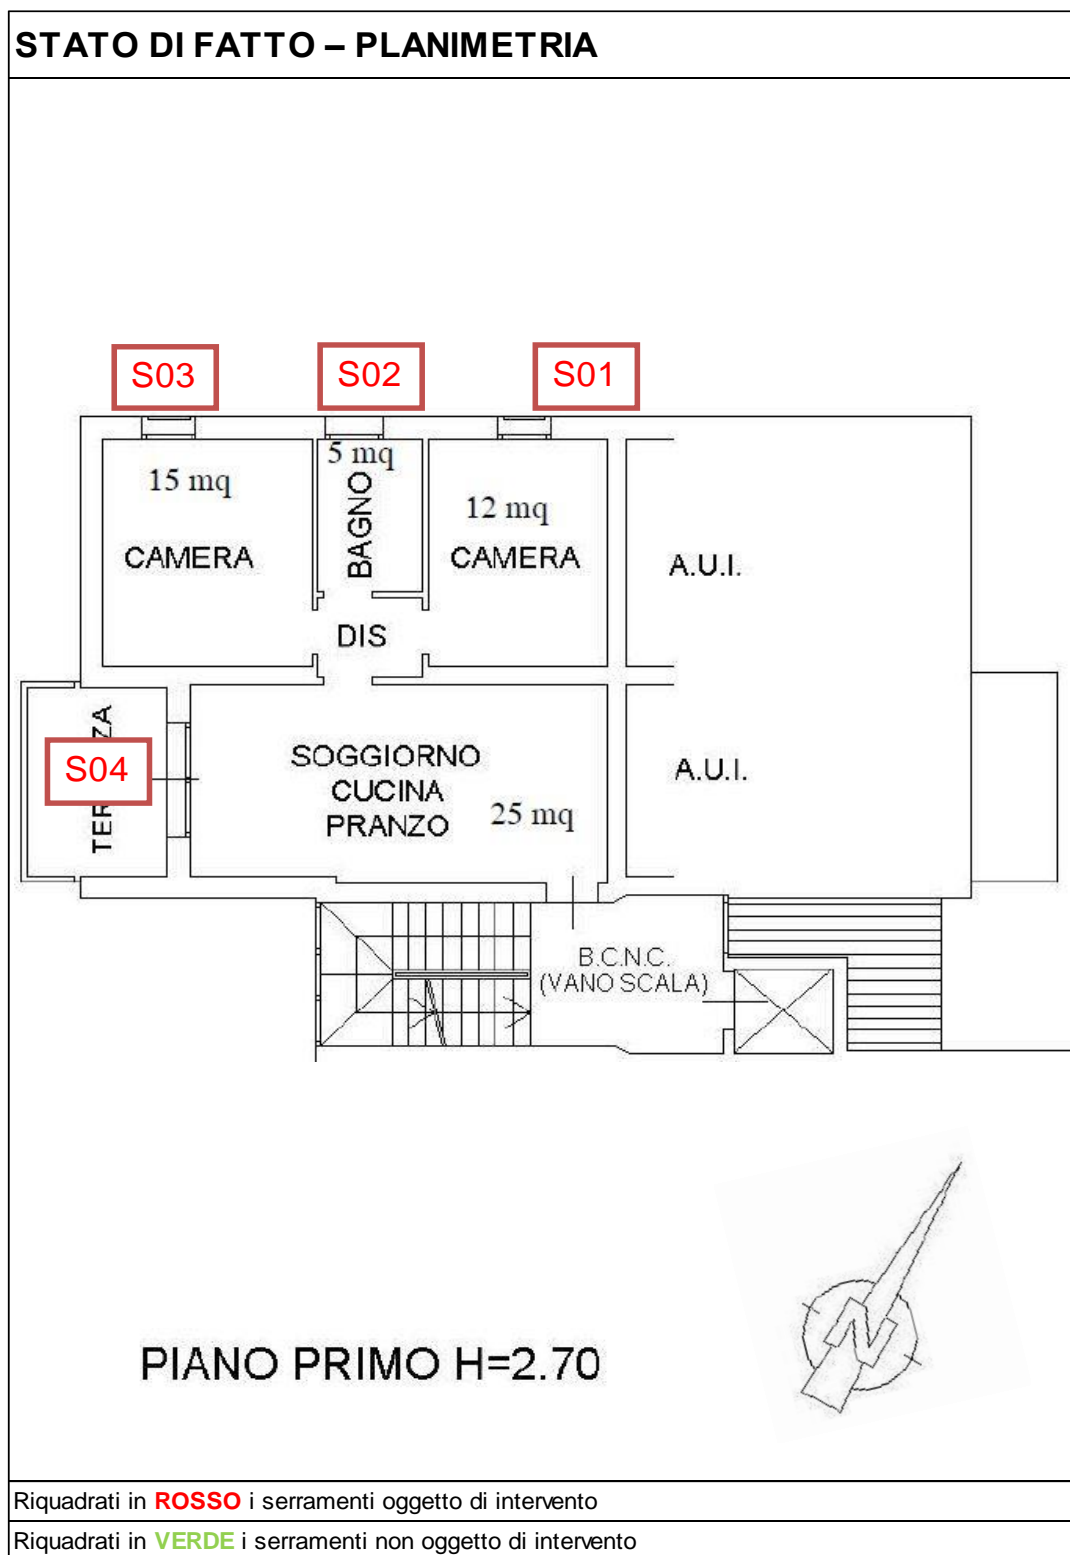 STATO DI FATTO – PLANIMETRIA
S03
S02
S01
15 mq
CAMERA
5 mq
BAGNO
12 mq
CAMERA
A.U.I.
DIS
S04
SOGGIORNO
CUCINA
PRANZO
25 mq
A.U.I.
B.C.N.C.
(VANO SCALA)
N
PIANO PRIMO H=2.70
Riquadrati in ROSSO i serramenti oggetto di intervento
Riquadrati in VERDE i serramenti non oggetto di intervento